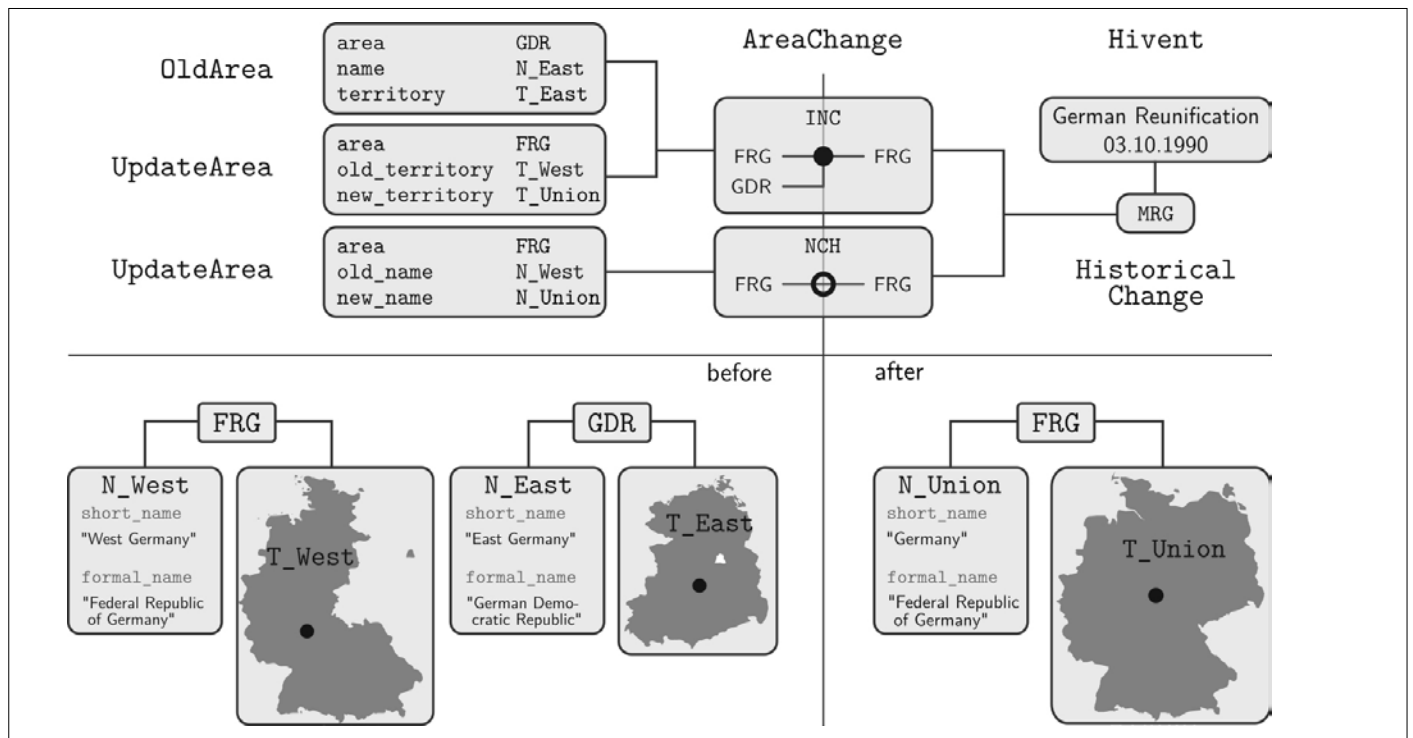 AreaChange
Hivent
OldArea
area GDR
name N_East
territory T_East
UpdateArea
area FRG
old_territory T_West
new_territory T_Union
UpdateArea
area FRG
old_name N_West
new_name N_Union
INC
FRG FRG
GDR
NCH
FRG FRG
German Reunification
03.10.1990
MRG
Historical
Change
before after
FRG
N_West
short_name
"West Germany"
formal_name
"Federal Republic
of Germany"
T_West
GDR
N_East
short_name
"East Germany"
formal_name
"German Demo-
cratic Republic"
T_East
FRG
N_Union
short_name
"Germany"
formal_name
"Federal Republic
of Germany"
T_Union